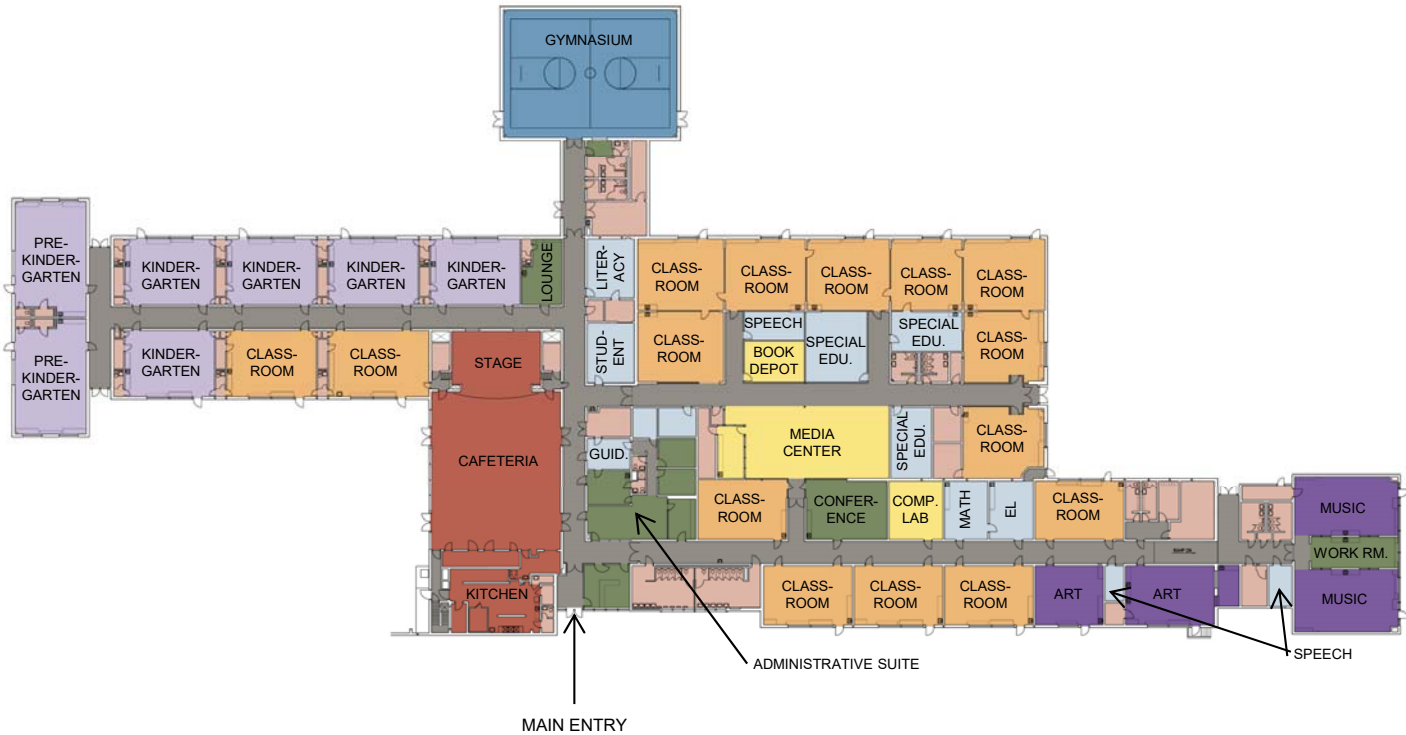 GYMNASIUM
PRE-
KINDER-
GARTEN
KINDER-
GARTEN
KINDER-
GARTEN
KINDER-
GARTEN
KINDER-
GARTEN
LOUNGE
LITER-
ACY
CLASS-
ROOM
CLASS-
ROOM
CLASS-
ROOM
CLASS-
ROOM
CLASS-
ROOM
PRE-
KINDER-
GARTEN
KINDER-
GARTEN
CLASS-
ROOM
CLASS-
ROOM
STAGE
STUD-
ENT
CLASS-
ROOM
SPEECH
BOOK
DEPOT
SPECIAL
EDU.
SPECIAL
EDU.
CLASS-
ROOM
CAFETERIA
GUID.
MEDIA
CENTER
SPECIAL
EDU.
CLASS-
ROOM
CLASS-
ROOM
CONFER-
ENCE
COMP.
LAB
MATH
EL
CLASS-
ROOM
MUSIC
WORK RM.
KITCHEN
CLASS-
ROOM
CLASS-
ROOM
CLASS-
ROOM
ART
ART
MUSIC
ADMINISTRATIVE SUITE
SPEECH
MAIN ENTRY